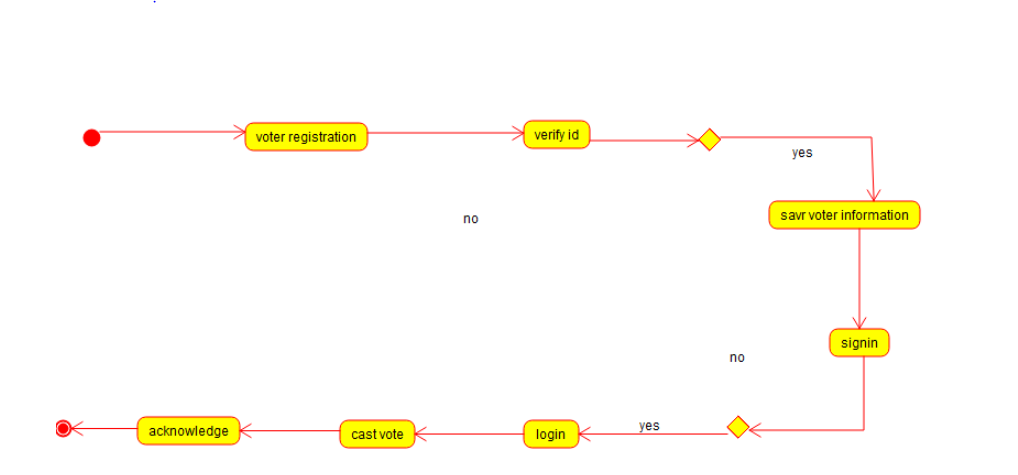 voter registration
verify id
yes
savr voter information
no
signin
no
yes
login
cast vote
acknowledge